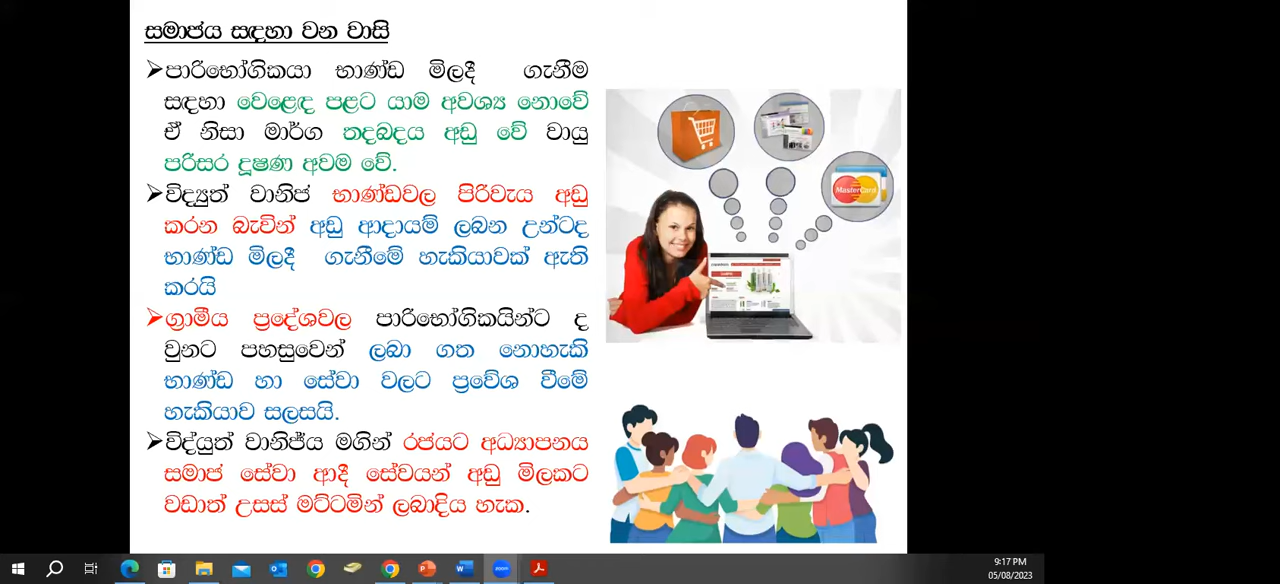 සමාජය සඳහා වන වාසි
➢පාරිභෝගිකයා භාණ්ඩ මිලදී ගැනීම
සඳහා වෙළෙඳ පළට යාම අවශ්‍ය නොවේ
ඒ නිසා මාර්ග තදබදය අඩු වේ වායු
පරිසර දූෂණ අවම වේ.
➢විද්‍යුත් වානිජ භාණ්ඩවල පිරිවැය අඩු
කරන බැවින් අඩු ආදායම් ලබන උන්ටද
භාණ්ඩ මිලදී ගැනීමේ හැකියාවක් ඇති
කරයි
➢ග්‍රාමීය ප්‍රදේශවල පාරිභෝගිකයින්ට ද
වුනට පහසුවෙන් ලබා ගත නොහැකි
භාණ්ඩ හා සේවා වලට ප්‍රවේශ වීමේ
හැකියාව සලසයි.
➢විද්යුත් වානිජ්ය මගින් රජයට අධ්‍යාපනය
සමාජ සේවා ආදී සේවයන් අඩු මිලකට
වඩාත් උසස් මට්ටමින් ලබාදිය හැක.
MasterCard
zoom
9:17 PM
05/08/2023